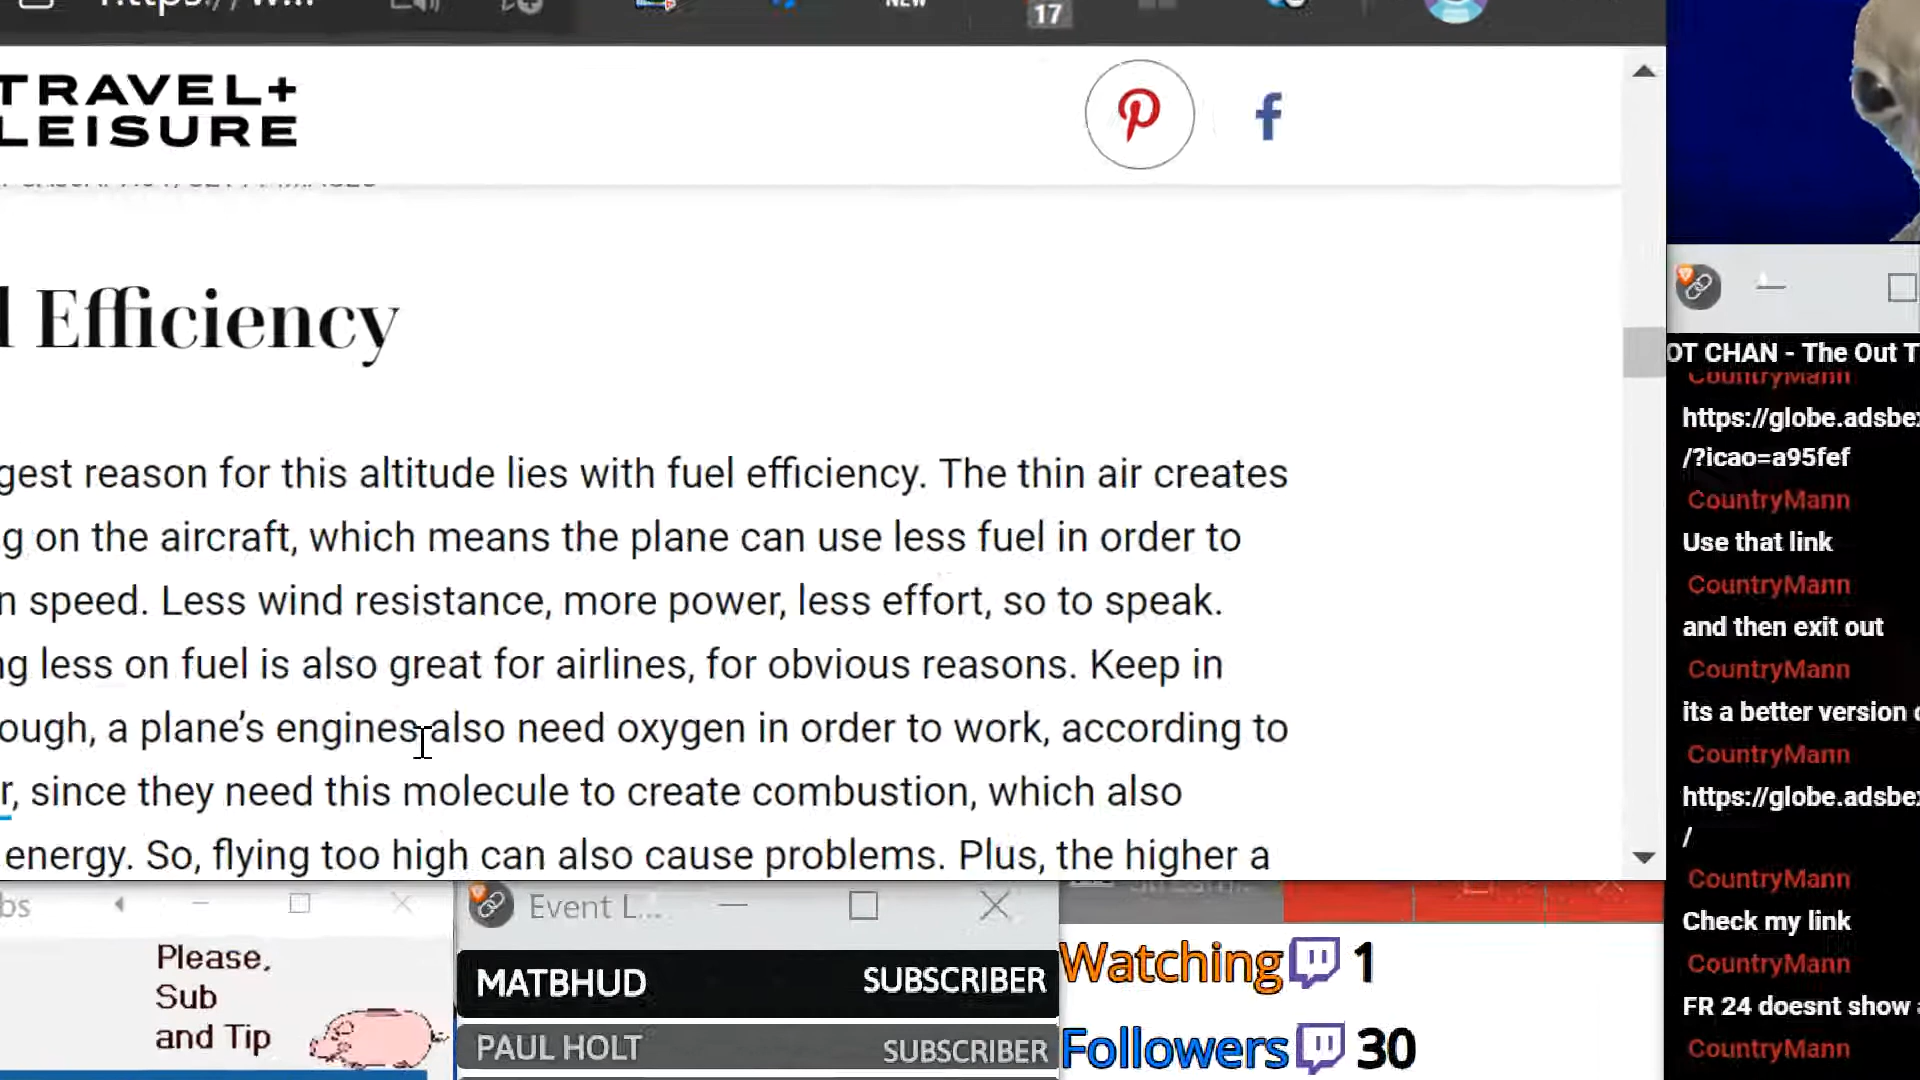 NEW
17
TRAVEL+
LEISURE
Efficiency
gest reason for this altitude lies with fuel efficiency. The thin air creates
g on the aircraft, which means the plane can use less fuel in order to
n speed. Less wind resistance, more power, less effort, so to speak.
ng less on fuel is also great for airlines, for obvious reasons. Keep in
ough, a plane’s engines also need oxygen in order to work, according to
r, since they need this molecule to create combustion, which also
energy. So, flying too high can also cause problems. Plus, the higher a
OT CHAN - The Out T
CountryMann
https://globe.adsbex
/?icao=a95fef
CountryMann
Use that link
CountryMann
and then exit out
CountryMann
its a better version
CountryMann
https://globe.adsbex
/
CountryMann
Check my link
CountryMann
FR 24 doesnt show
CountryMann
bs
Please,
Sub
and Tip
Event L...
MATBHUD SUBSCRIBER
PAUL HOLT SUBSCRIBER
Watching 1
Followers 30